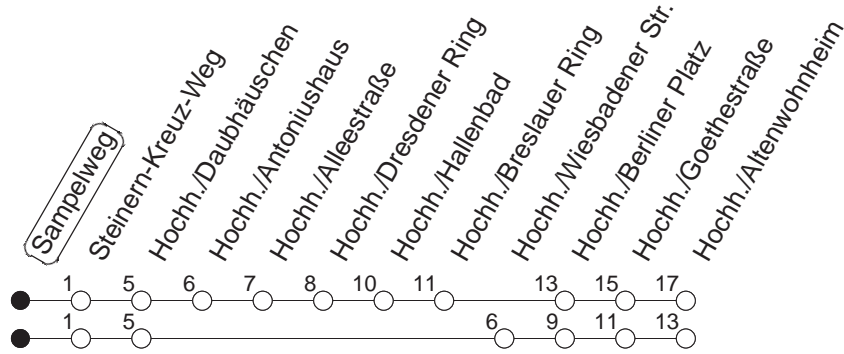 Sampelweg
Steinern-Kreuz-Weg
Hochh./Daubhäuschen
Hochh./Antoniushaus
Hochh./Alleestraße
Hochh./Dresdener Ring
Hochh./Hallenbad
Hochh./Breslauer Ring
Hochh./Wiesbadener Str.
Hochh./Berliner Platz
Hochh./Goethestraße
Hochh./Altenwohnheim
1 5 6 7 8 10 11 13 15 17
1 5 6 9 11 13